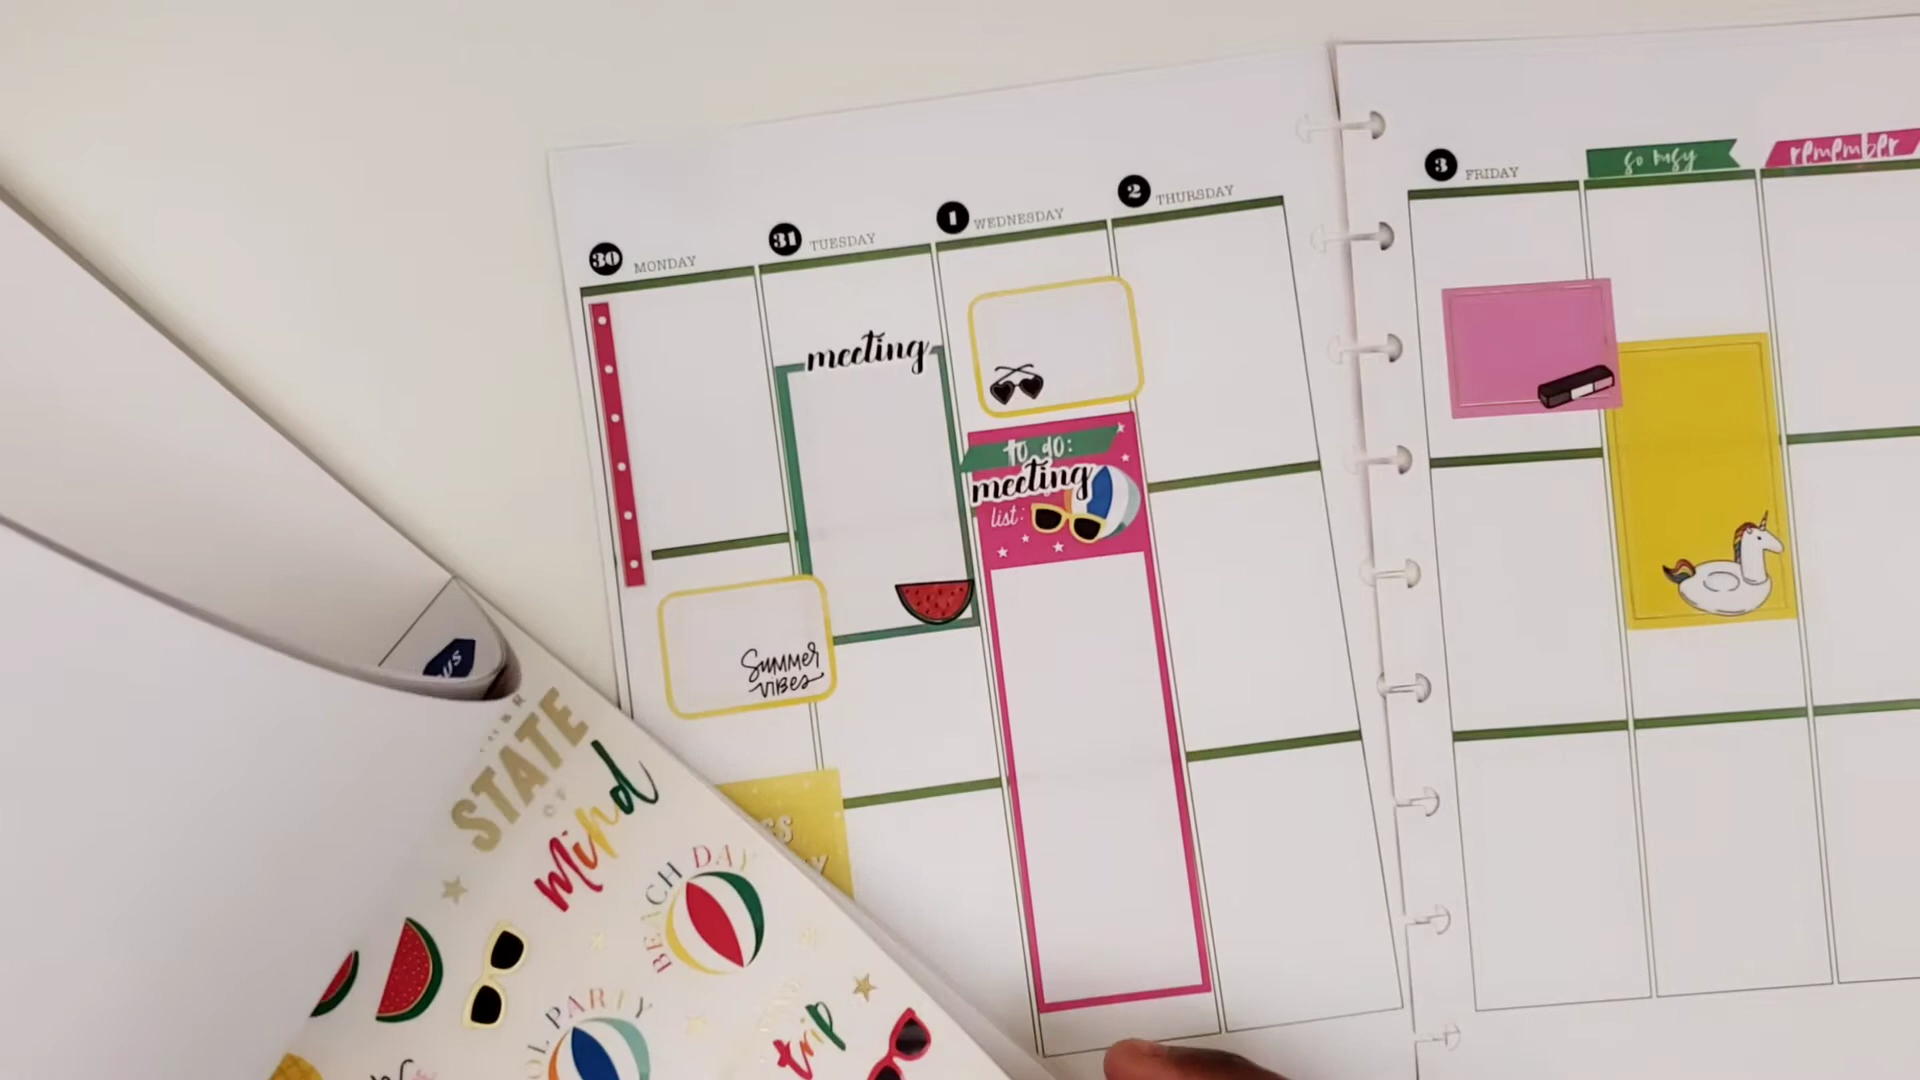 30 MONDAY
31 TUESDAY
1 WEDNESDAY
2 THURSDAY
3 FRIDAY
so busy
remember
meeting
to do:
meeting
list:
Summer
vibes
STATE
OF
mind
BEACH DAY
PARTY
trip